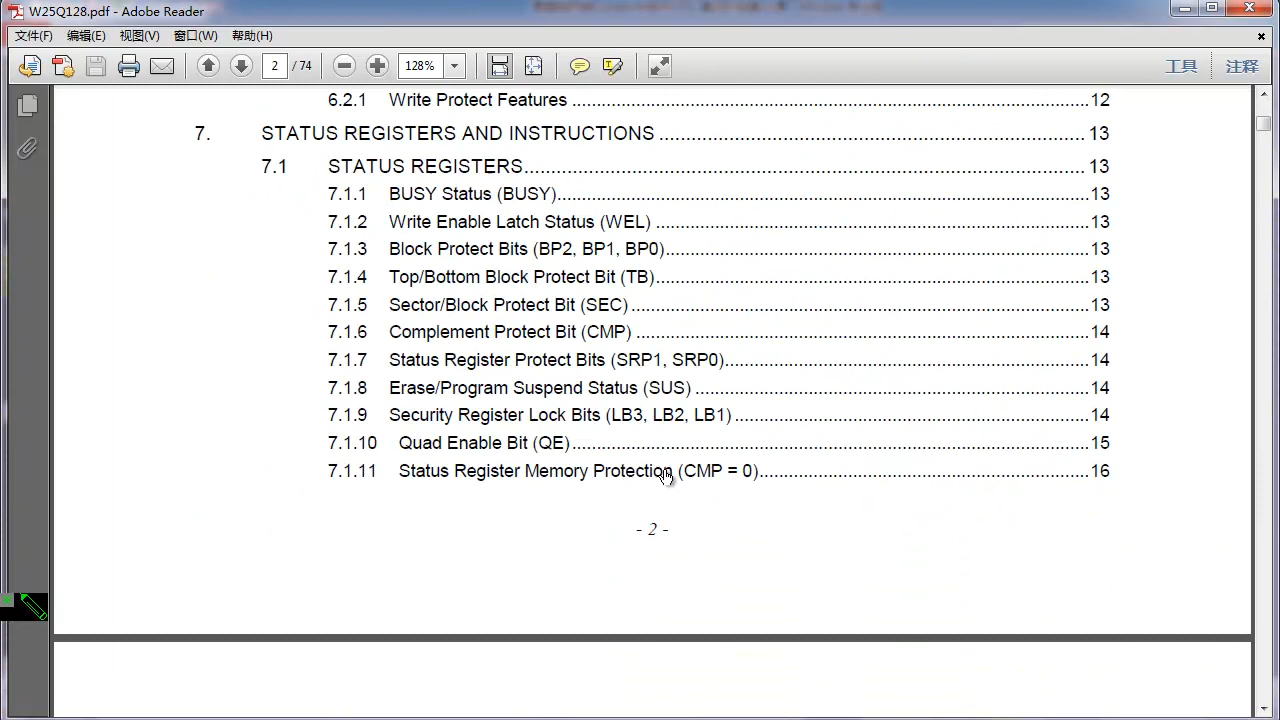 W25Q128.pdf - Adobe Reader
文件(F) 编辑(E) 视图(V) 窗口(W) 帮助(H)
2 / 74 128% 工具 注释
6.2.1 Write Protect Features ........ 12
7. STATUS REGISTERS AND INSTRUCTIONS ........ 13
7.1 STATUS REGISTERS ........ 13
7.1.1 BUSY Status (BUSY) ........ 13
7.1.2 Write Enable Latch Status (WEL) ........ 13
7.1.3 Block Protect Bits (BP2, BP1, BP0) ........ 13
7.1.4 Top/Bottom Block Protect Bit (TB) ........ 13
7.1.5 Sector/Block Protect Bit (SEC) ........ 13
7.1.6 Complement Protect Bit (CMP) ........ 14
7.1.7 Status Register Protect Bits (SRP1, SRP0) ........ 14
7.1.8 Erase/Program Suspend Status (SUS) ........ 14
7.1.9 Security Register Lock Bits (LB3, LB2, LB1) ........ 14
7.1.10 Quad Enable Bit (QE) ........ 15
7.1.11 Status Register Memory Protection (CMP = 0) ........ 16
- 2 -